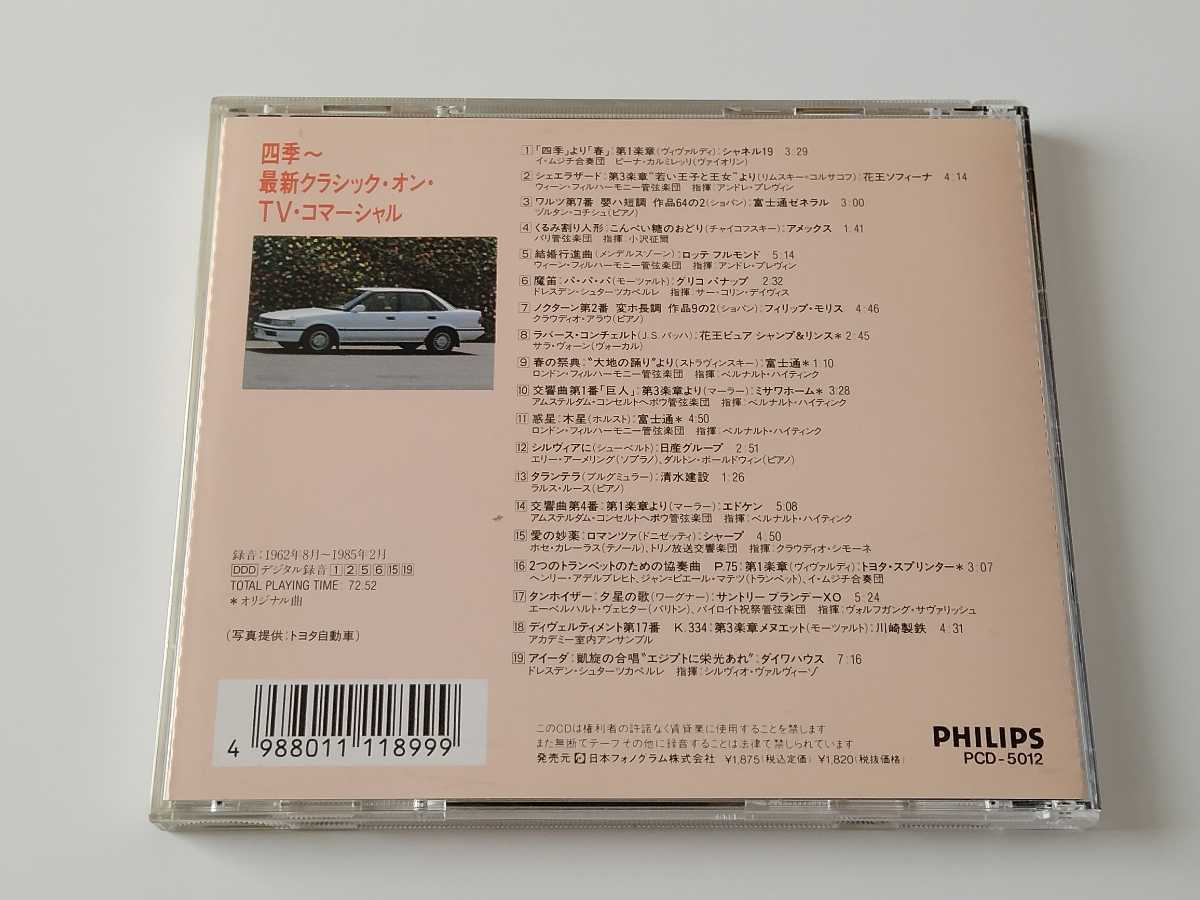 四季～
最新クラシック・オン・
TV・コマーシャル
録音:1962年8月～1985年2月
DDD デジタル録音 1 2 5 6 15 19
TOTAL PLAYING TIME: 72:52
＊オリジナル曲
(写真提供:トヨタ自動車)
4 988011 118999
1 「四季」より「春」:第1楽章(ヴィヴァルディ):シャネル19 3:29
イ・ムジチ合奏団 ピーナ・カルミレッリ(ヴァイオリン)
2 シェエラザード:第3楽章“若い王子と王女”より(リムスキー=コルサコフ):花王ソフィーナ 4:14
ウィーン・フィルハーモニー管弦楽団 指揮:アンドレ・プレヴィン
3 ワルツ第7番 嬰ハ短調 作品64の2(ショパン):富士通ゼネラル 3:00
ゾルタン・コチシュ(ピアノ)
4 くるみ割り人形:こんぺい糖のおどり(チャイコフスキー):アメックス 1:41
パリ管弦楽団 指揮:小沢征爾
5 結婚行進曲(メンデルスゾーン):ロッテ フルモンド 5:14
ウィーン・フィルハーモニー管弦楽団 指揮:アンドレ・プレヴィン
6 魔笛:パ・パ・パ(モーツァルト):グリコ パナップ 2:32
ドレスデン・シュターツカペルレ 指揮:サー・コリン・デイヴィス
7 ノクターン第2番 変ホ長調 作品9の2(ショパン):フィリップ・モリス 4:46
クラウディオ・アラウ(ピアノ)
8 ラバース・コンチェルト(J.S.バッハ):花王ピュア シャンプ&リンス＊ 2:45
サラ・ヴォーン(ヴォーカル)
9 春の祭典:“大地の踊り”より(ストラヴィンスキー):富士通＊ 1:10
ロンドン・フィルハーモニー管弦楽団 指揮:ベルナルト・ハイティンク
10 交響曲第1番「巨人」:第3楽章より(マーラー):ミサワホーム＊ 3:28
アムステルダム・コンセルトヘボウ管弦楽団 指揮:ベルナルト・ハイティンク
11 惑星:木星(ホルスト):富士通＊ 4:50
ロンドン・フィルハーモニー管弦楽団 指揮:ベルナルト・ハイティンク
12 シルヴィアに(シューベルト):日産グループ 2:51
エリー・アーメリング(ソプラノ)、ダルトン・ボールドウィン(ピアノ)
13 タランテラ(ブルグミュラー):清水建設 1:26
ラルス・ルース(ピアノ)
14 交響曲第4番:第1楽章より(マーラー):エドケン 5:08
アムステルダム・コンセルトヘボウ管弦楽団 指揮:ベルナルト・ハイティンク
15 愛の妙薬:ロマンツァ(ドニゼッティ):シャープ 4:50
ホセ・カレーラス(テノール)、トリノ放送交響楽団 指揮:クラウディオ・シモーネ
16 2つのトランペットのための協奏曲 P.75:第1楽章(ヴィヴァルディ):トヨタ・スプリンター＊ 3:07
ヘンリー・アデルブレヒト、ジャン=ピエール・マテツ(トランペット)、イ・ムジチ合奏団
17 タンホイザー:夕星の歌(ワーグナー):サントリー ブランデーXO 5:24
エーベルハルト・ヴェヒター(バリトン)、バイロイト祝祭管弦楽団 指揮:ヴォルフガング・サヴァリッシュ
18 ディヴェルティメント第17番 K.334:第3楽章メヌエット(モーツァルト):川崎製鉄 4:31
アカデミー室内アンサンブル
19 アイーダ:凱旋の合唱“エジプトに栄光あれ”:ダイワハウス 7:16
ドレスデン・シュターツカペルレ 指揮:シルヴィオ・ヴァルヴィーゾ
このCDは権利者の許諾なく賃貸業に使用することを禁じます
また無断でテープその他に録音することは法律で禁じられています
発売元 日本フォノグラム株式会社 ¥1,875(税込定価) ¥1,820(税抜価格)
PHILIPS
PCD-5012